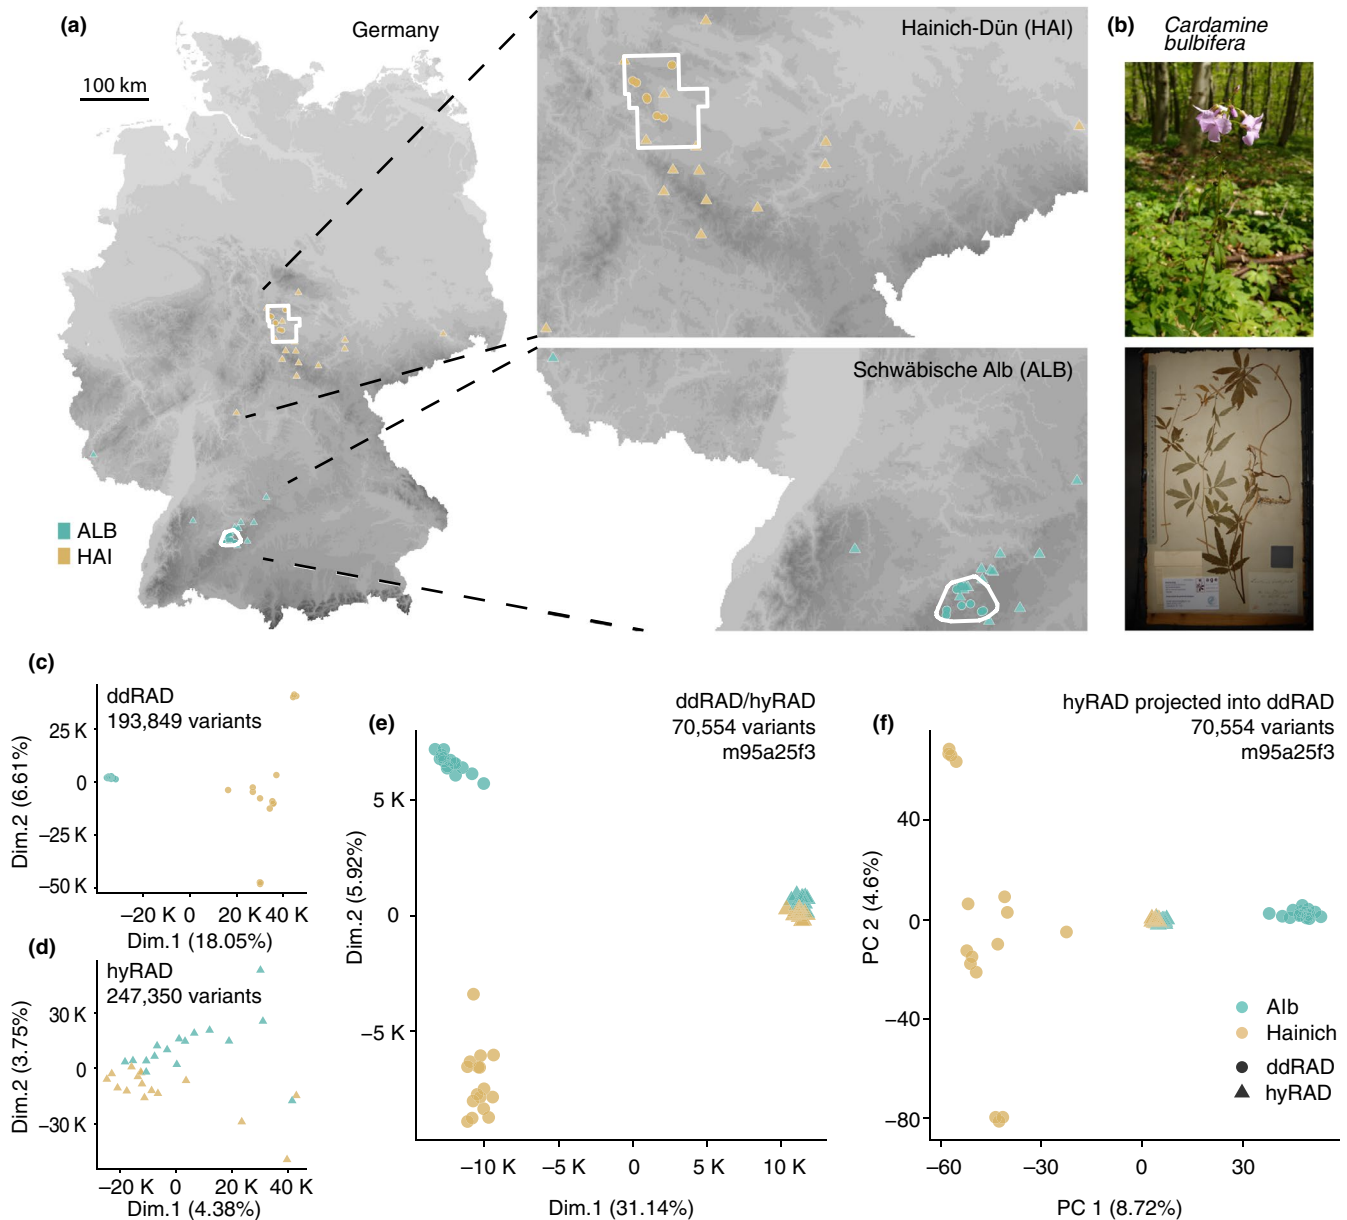 (a)
Germany
100 km
ALB
HAI
Hainich-Dün (HAI)
Schwäbische Alb (ALB)
(b)
Cardamine
bulbifera
(c)
ddRAD
193,849 variants
25 K
0
−25 K
−50 K
Dim.2 (6.61%)
−20 K
0
20 K
40 K
Dim.1 (18.05%)
(d)
hyRAD
247,350 variants
30 K
0
−30 K
Dim.2 (3.75%)
−20 K
0
20 K
40 K
Dim.1 (4.38%)
(e)
ddRAD/hyRAD
70,554 variants
m95a25f3
5 K
0
−5 K
Dim.2 (5.92%)
−10 K
−5 K
0
5 K
10 K
Dim.1 (31.14%)
(f)
hyRAD projected into ddRAD
70,554 variants
m95a25f3
40
0
−40
−80
PC 2 (4.6%)
−60
−30
0
30
PC 1 (8.72%)
Alb
Hainich
ddRAD
hyRAD